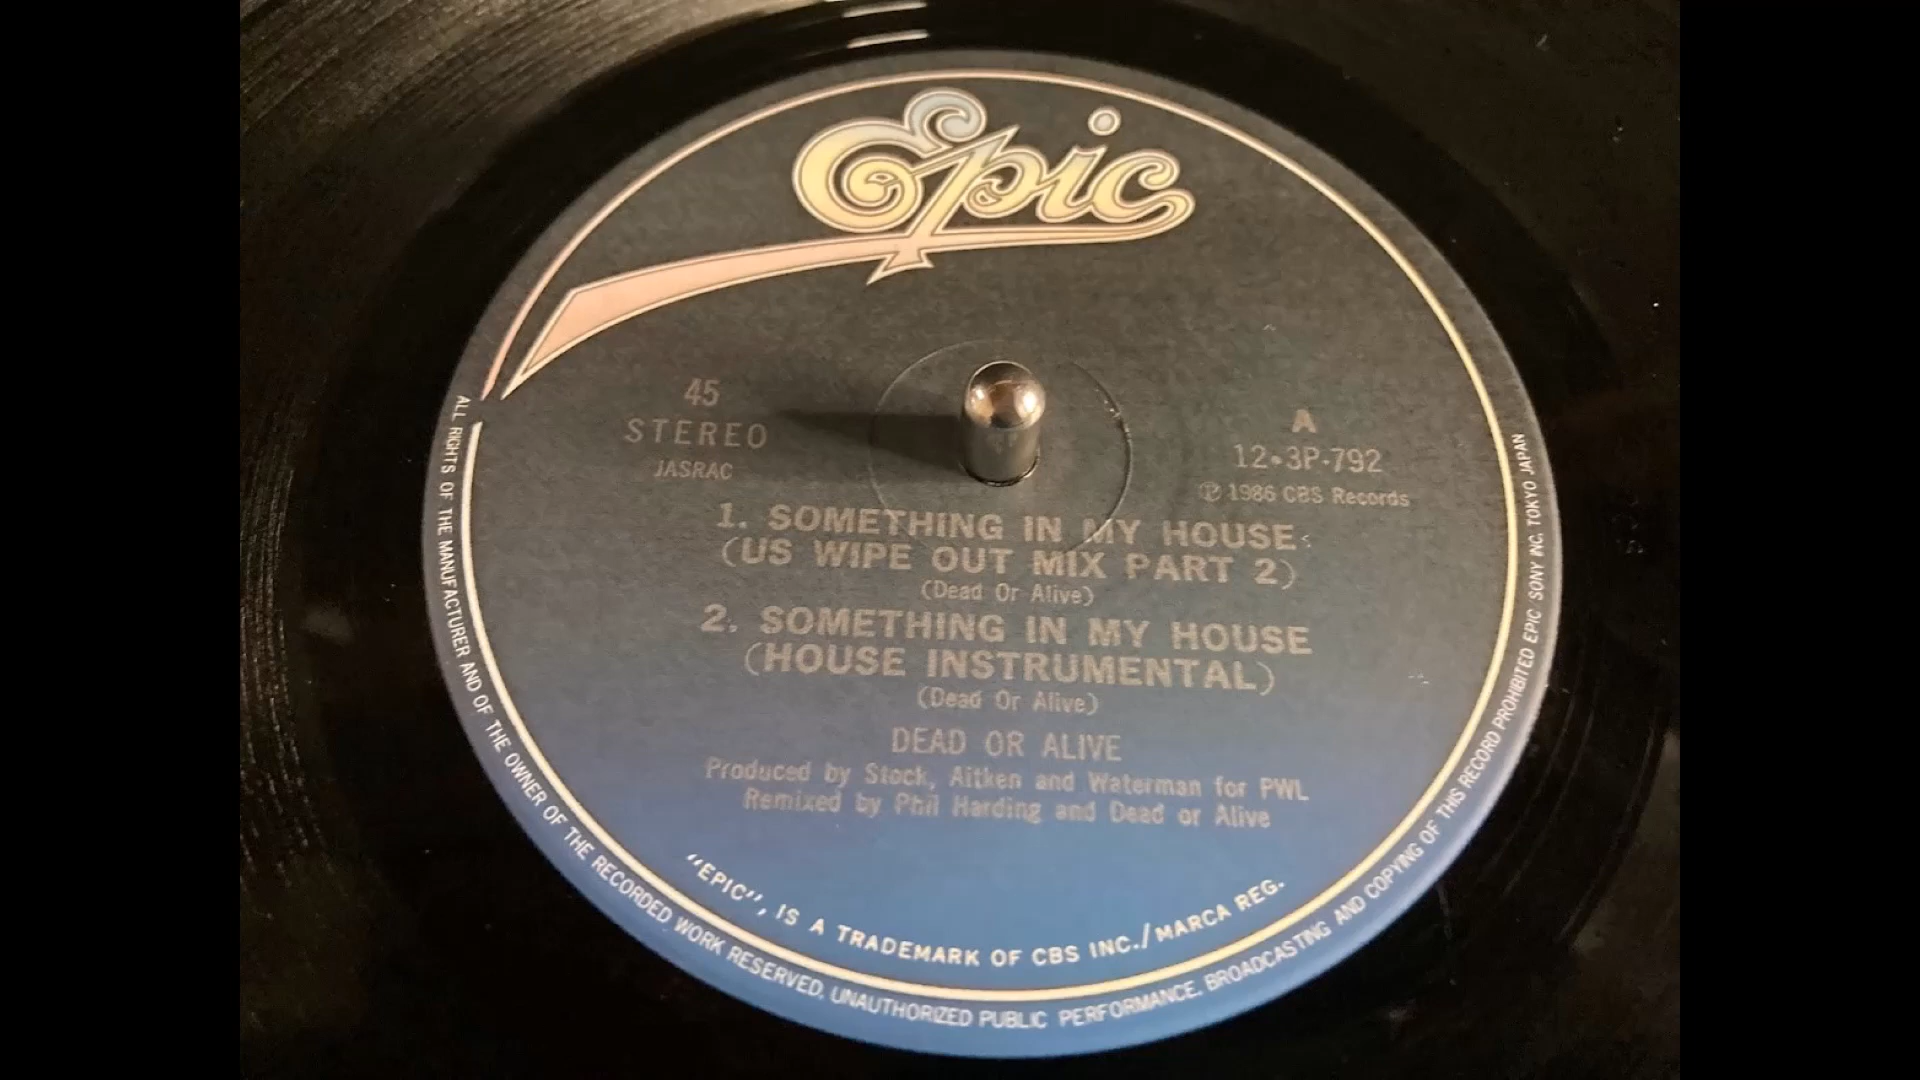 Epic
45
STEREO
JASRAC
A
12・3P-792
Ⓟ 1986 CBS Records
1. SOMETHING IN MY HOUSE
(US WIPE OUT MIX PART 2)
(Dead Or Alive)
2. SOMETHING IN MY HOUSE
(HOUSE INSTRUMENTAL)
(Dead Or Alive)
DEAD OR ALIVE
Produced by Stock, Aitken and Waterman for PWL
Remixed by Phil Harding and Dead or Alive
"EPIC", IS A TRADEMARK OF CBS INC./MARCA REG.
ALL RIGHTS OF THE MANUFACTURER AND OF THE OWNER OF THE RECORDED WORK RESERVED. UNAUTHORIZED PUBLIC PERFORMANCE. BROADCASTING AND COPYING OF THIS RECORD PROHIBITED EPIC/SONY INC. TOKYO JAPAN